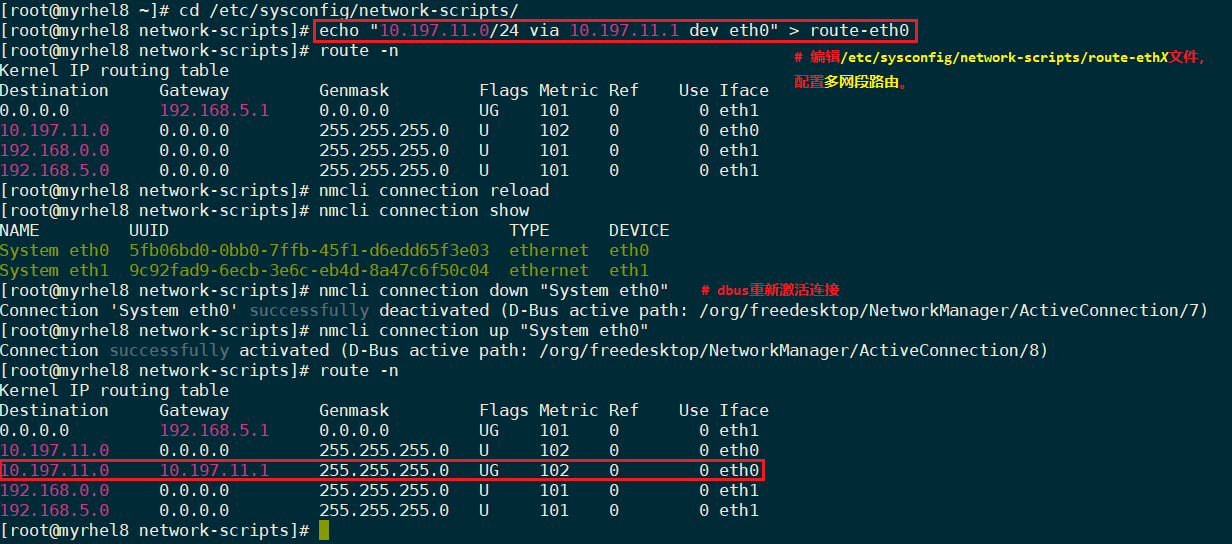 [root@myrhel8 ~]# cd /etc/sysconfig/network-scripts/
[root@myrhel8 network-scripts]# echo "10.197.11.0/24 via 10.197.11.1 dev eth0" > route-eth0
[root@myrhel8 network-scripts]# route -n
# 编辑/etc/sysconfig/network-scripts/route-ethX文件,
配置多网段路由。
Kernel IP routing table
Destination     Gateway         Genmask         Flags Metric Ref    Use Iface
0.0.0.0         192.168.5.1     0.0.0.0         UG    101    0        0 eth1
10.197.11.0     0.0.0.0         255.255.255.0   U     102    0        0 eth0
192.168.0.0     0.0.0.0         255.255.255.0   U     101    0        0 eth1
192.168.5.0     0.0.0.0         255.255.255.0   U     101    0        0 eth1
[root@myrhel8 network-scripts]# nmcli connection reload
[root@myrhel8 network-scripts]# nmcli connection show
NAME         UUID                                  TYPE      DEVICE
System eth0  5fb06bd0-0bb0-7ffb-45f1-d6edd65f3e03  ethernet  eth0
System eth1  9c92fad9-6ecb-3e6c-eb4d-8a47c6f50c04  ethernet  eth1
[root@myrhel8 network-scripts]# nmcli connection down "System eth0"   # dbus重新激活连接
Connection 'System eth0' successfully deactivated (D-Bus active path: /org/freedesktop/NetworkManager/ActiveConnection/7)
[root@myrhel8 network-scripts]# nmcli connection up "System eth0"
Connection successfully activated (D-Bus active path: /org/freedesktop/NetworkManager/ActiveConnection/8)
[root@myrhel8 network-scripts]# route -n
Kernel IP routing table
Destination     Gateway         Genmask         Flags Metric Ref    Use Iface
0.0.0.0         192.168.5.1     0.0.0.0         UG    101    0        0 eth1
10.197.11.0     0.0.0.0         255.255.255.0   U     102    0        0 eth0
10.197.11.0     10.197.11.1     255.255.255.0   UG    102    0        0 eth0
192.168.0.0     0.0.0.0         255.255.255.0   U     101    0        0 eth1
192.168.5.0     0.0.0.0         255.255.255.0   U     101    0        0 eth1
[root@myrhel8 network-scripts]#